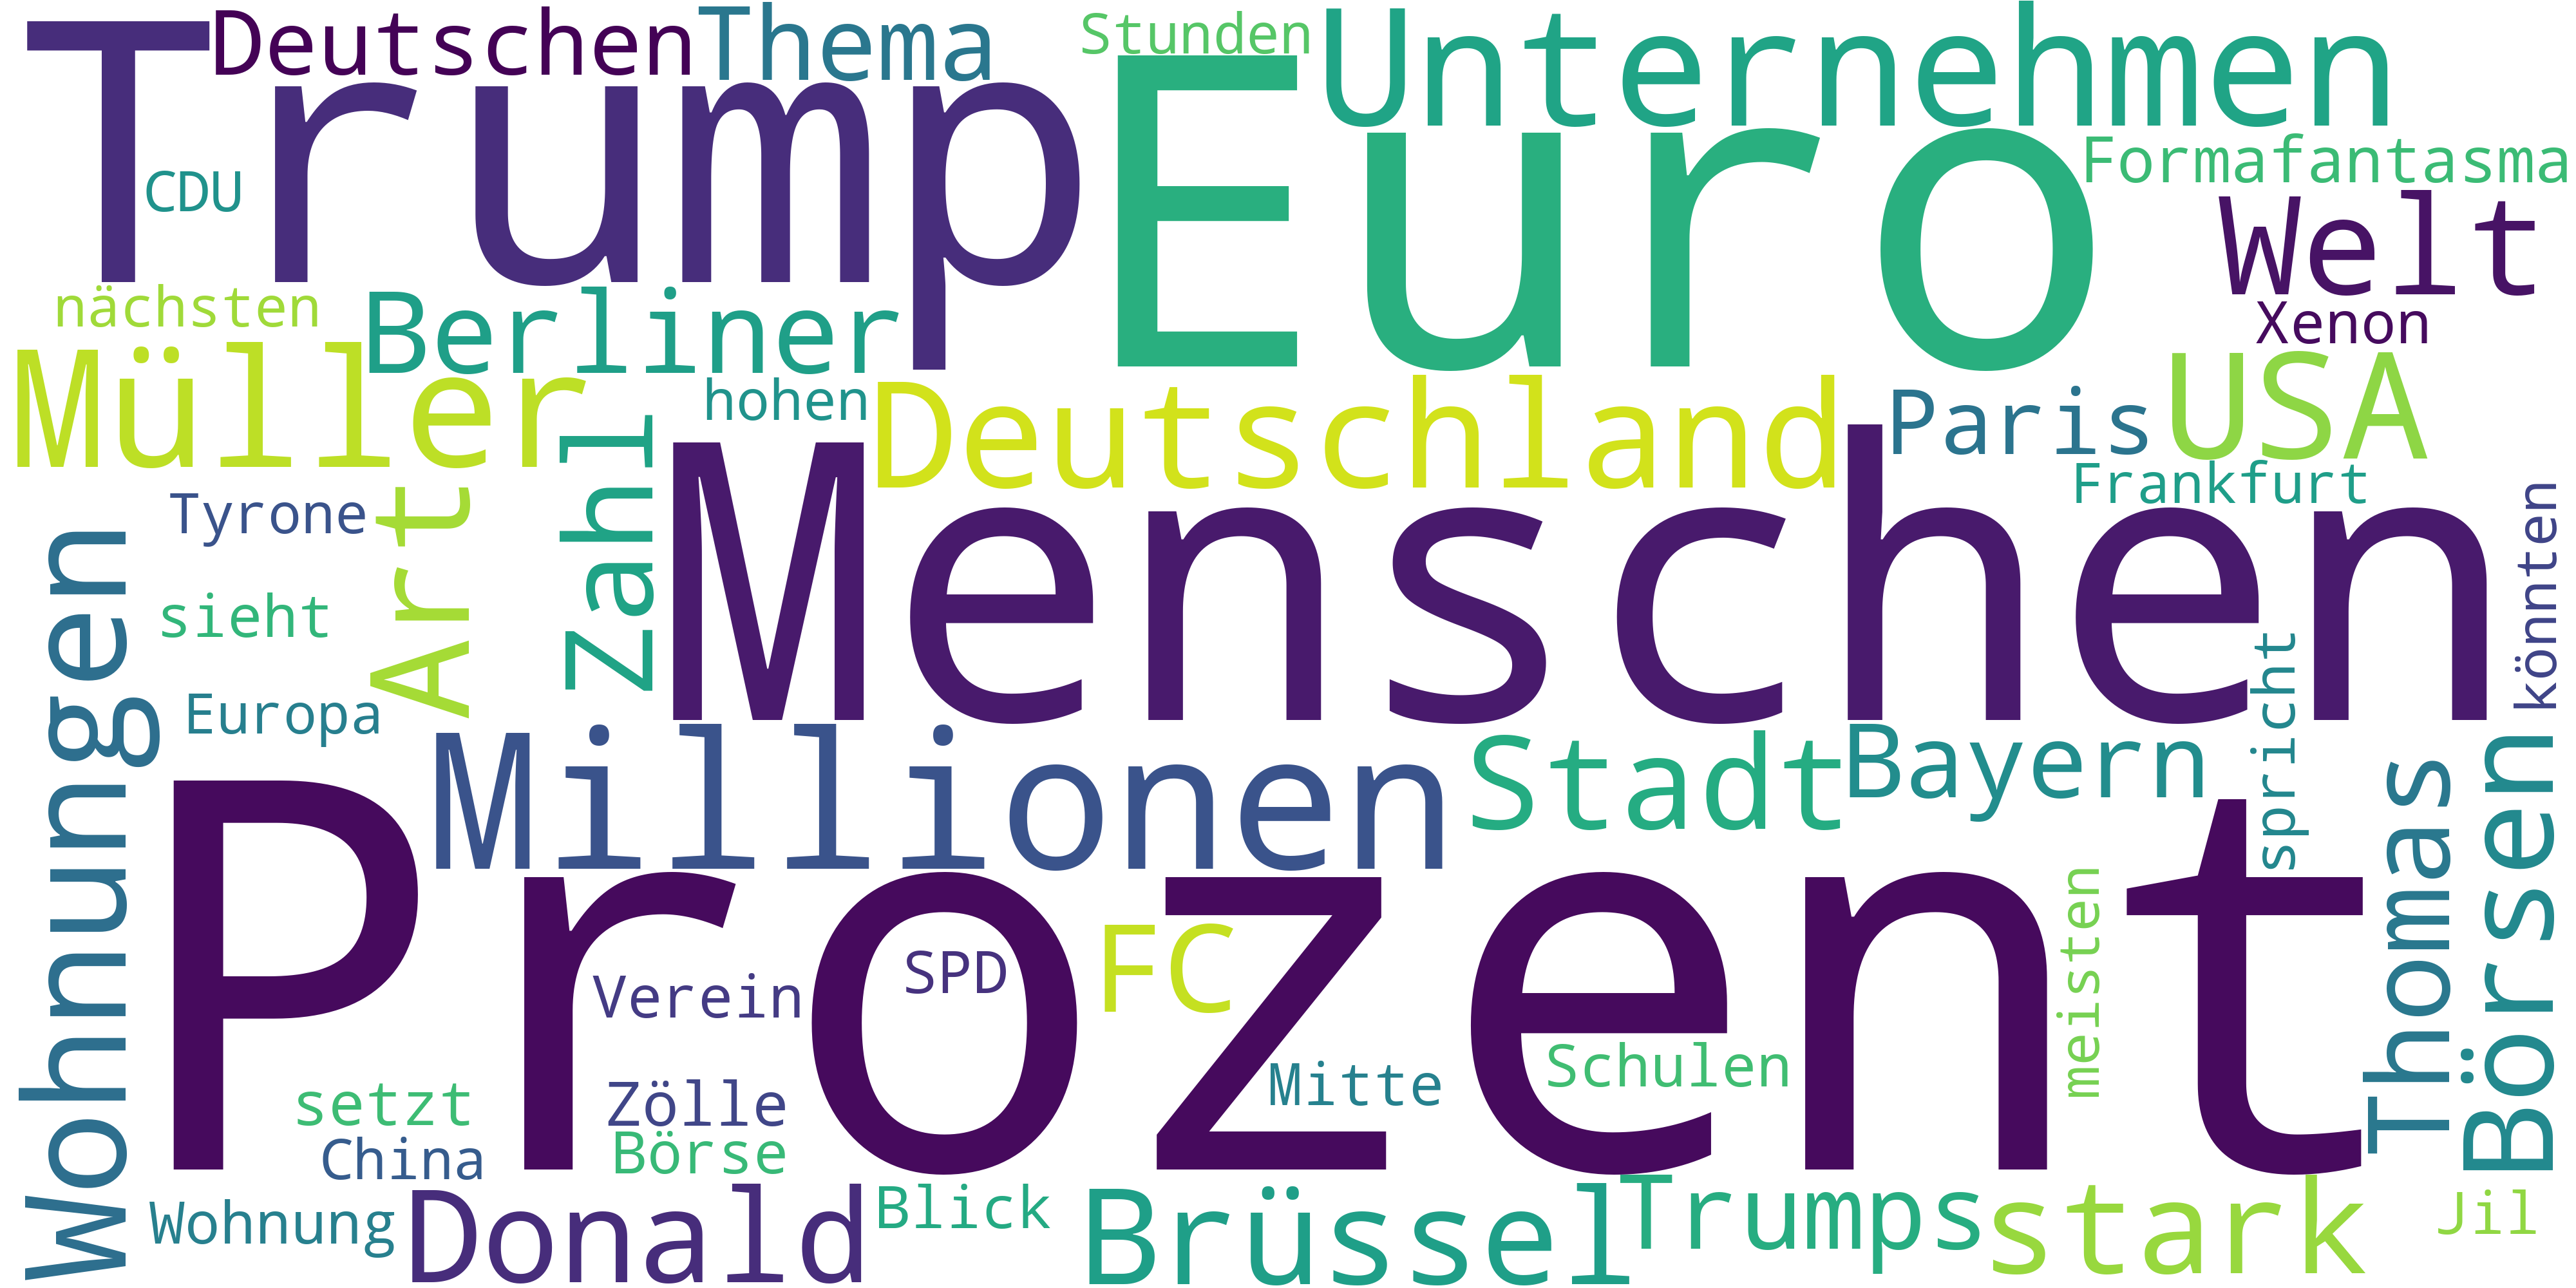 Deutschen
Thema
Stunden
Unternehmen
Trump
Euro
Formafantasma
CDU
Welt
nächsten
Berliner
Xenon
Müller
hohen
Deutschland
Paris
USA
Zahl
Menschen
Frankfurt
Tyrone
Art
könnten
Wohnungen
sieht
Europa
spricht
Millionen
Stadt
Bayern
Thomas
Börsen
Prozent
Verein
SPD
FC
meisten
Schulen
Mitte
setzt
Zölle
China
Börse
Wohnung
Donald
Blick
Brüssel
Trumps
stark
Jil